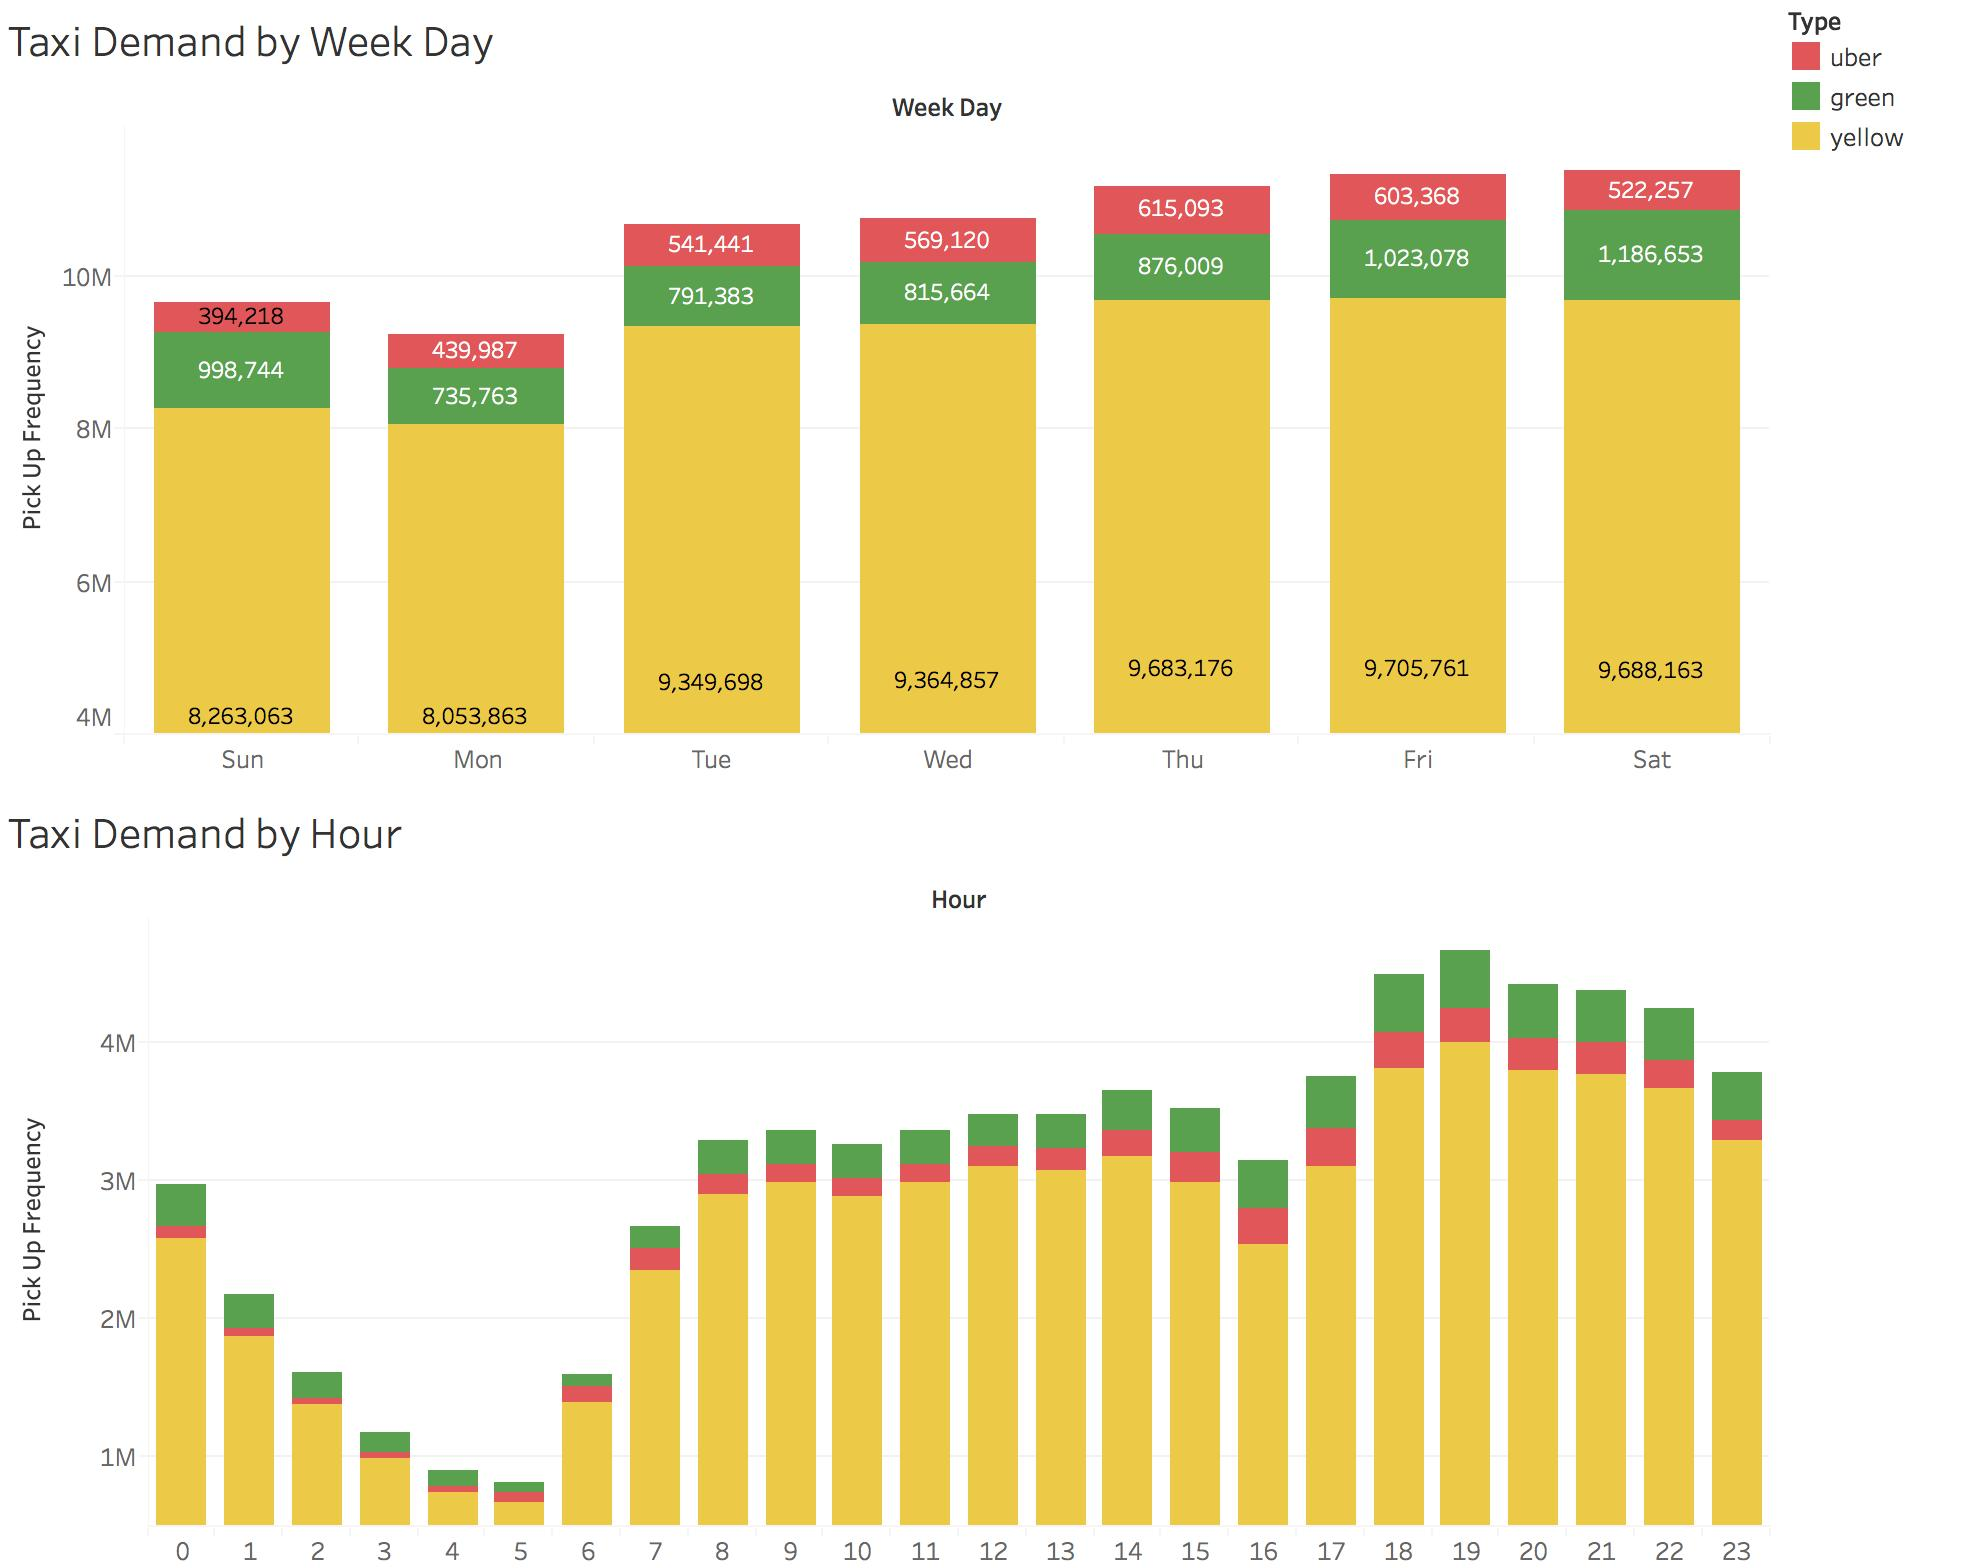 Taxi Demand by Week Day
Type
uber
green
yellow
Week Day
Pick Up Frequency
10M
8M
6M
4M
394,218
998,744
8,263,063
439,987
735,763
8,053,863
541,441
791,383
9,349,698
569,120
815,664
9,364,857
615,093
876,009
9,683,176
603,368
1,023,078
9,705,761
522,257
1,186,653
9,688,163
Sun Mon Tue Wed Thu Fri Sat
Taxi Demand by Hour
Hour
Pick Up Frequency
4M
3M
2M
1M
0 1 2 3 4 5 6 7 8 9 10 11 12 13 14 15 16 17 18 19 20 21 22 23